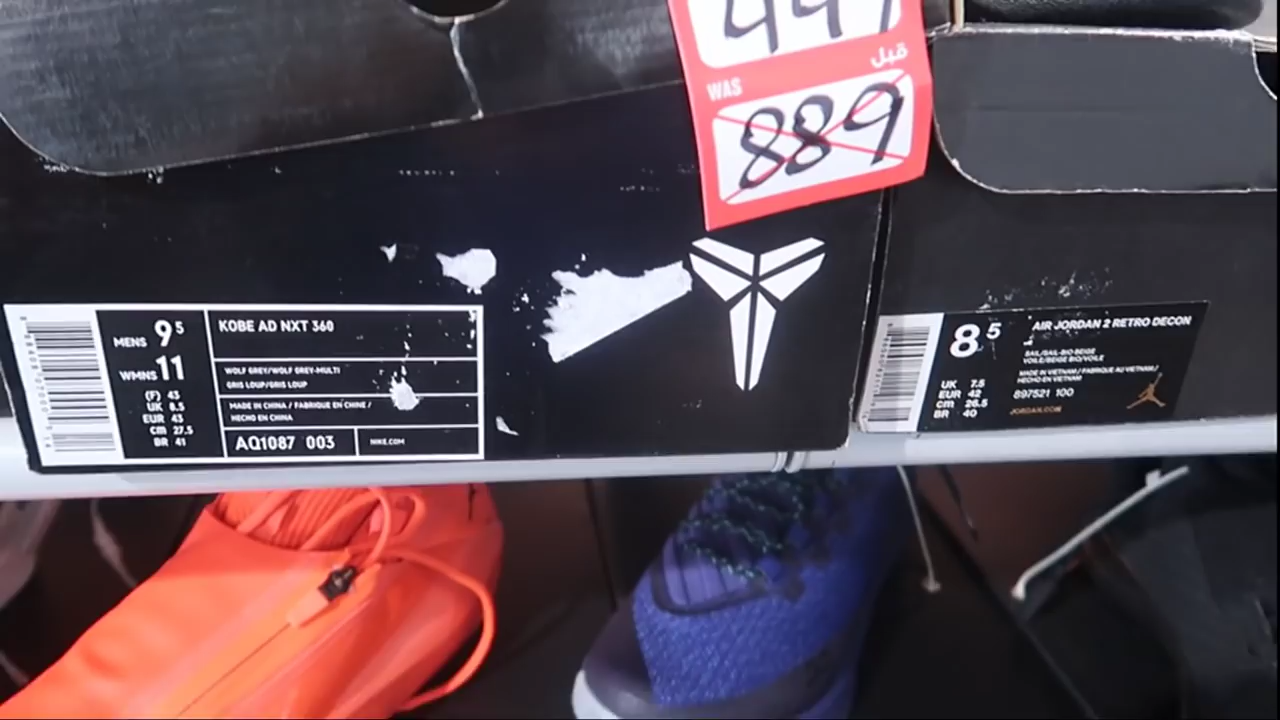 قبل
WAS
889
MENS 9⁵
WMNS 11
(F) 43
UK 8.5
EUR 43
cm 27.5
BR 41
KOBE AD NXT 360
WOLF GREY/WOLF GREY-MULTI
GRIS LOUP/GRIS LOUP
MADE IN CHINA / FABRIQUE EN CHINE /
HECHO EN CHINA
AQ1087 003
NIKE.COM
8⁵
UK 7.5
EUR 42
cm 26.5
BR 40
AIR JORDAN 2 RETRO DECON
SAIL/SAIL-BIO BEIGE
VOILE/BEIGE BIO/VOILE
MADE IN VIETNAM / FABRIQUE AU VIETNAM /
HECHO EN VIETNAM
897521 100
JORDAN.COM